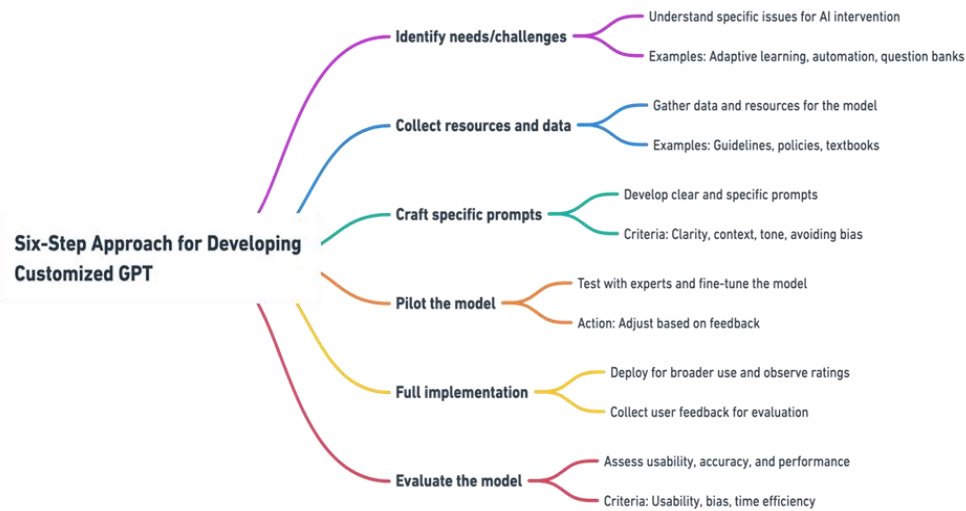 Six-Step Approach for Developing
Customized GPT
Identify needs/challenges
Understand specific issues for AI intervention
Examples: Adaptive learning, automation, question banks
Collect resources and data
Gather data and resources for the model
Examples: Guidelines, policies, textbooks
Craft specific prompts
Develop clear and specific prompts
Criteria: Clarity, context, tone, avoiding bias
Pilot the model
Test with experts and fine-tune the model
Action: Adjust based on feedback
Full implementation
Deploy for broader use and observe ratings
Collect user feedback for evaluation
Evaluate the model
Assess usability, accuracy, and performance
Criteria: Usability, bias, time efficiency